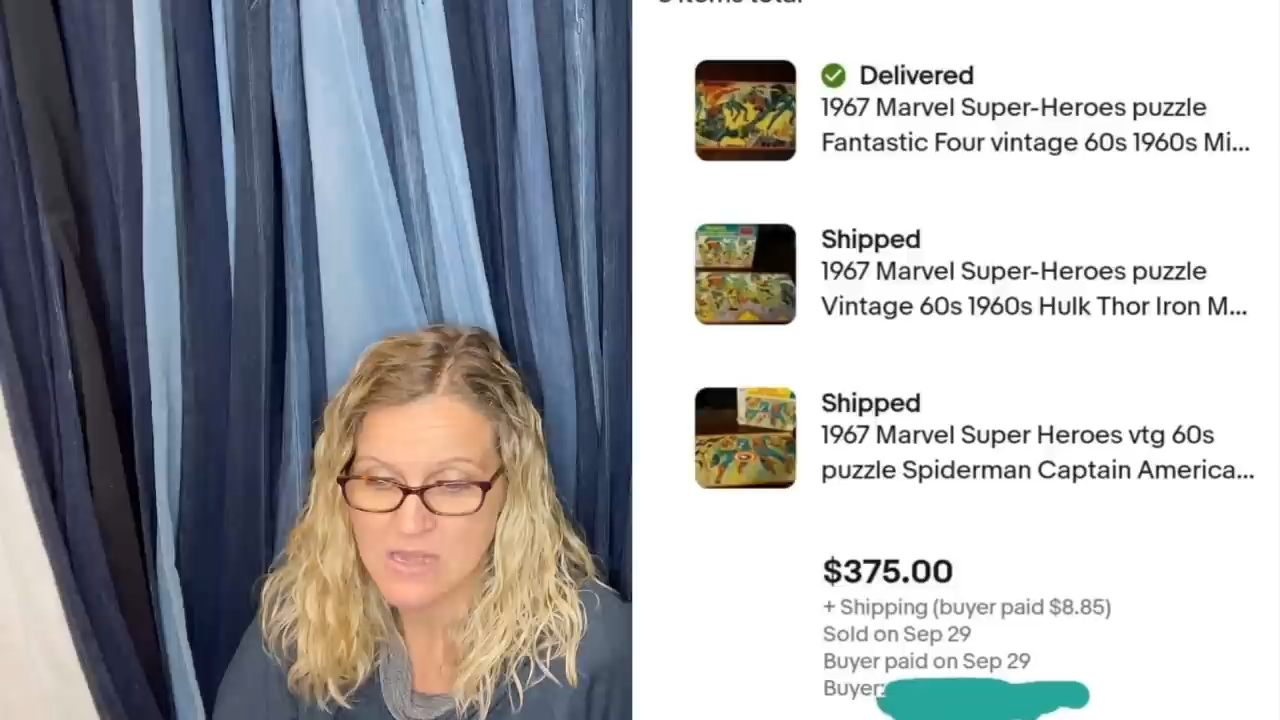 items total
Delivered
1967 Marvel Super-Heroes puzzle
Fantastic Four vintage 60s 1960s Mi...
Shipped
1967 Marvel Super-Heroes puzzle
Vintage 60s 1960s Hulk Thor Iron M...
Shipped
1967 Marvel Super Heroes vtg 60s
puzzle Spiderman Captain America...
$375.00
+ Shipping (buyer paid $8.85)
Sold on Sep 29
Buyer paid on Sep 29
Buyer: